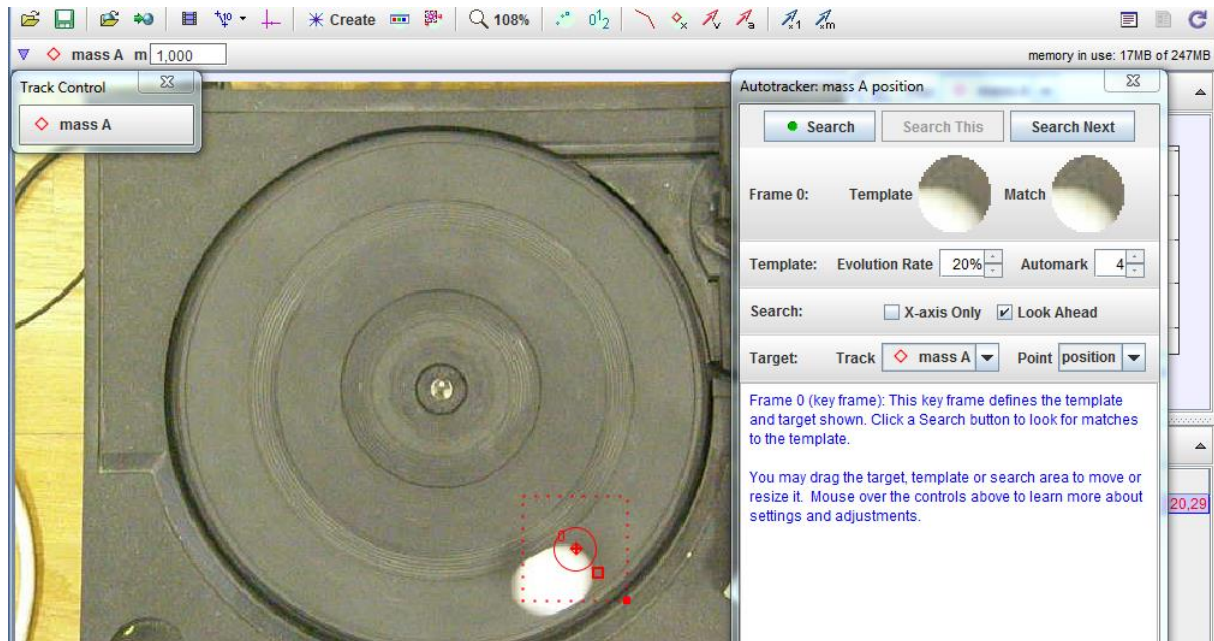 Create 108%
mass A m 1,000 memory in use: 17MB of 247MB
Track Control
mass A
0
Autotracker: mass A position
Search Search This Search Next
Frame 0: Template Match
Template: Evolution Rate 20% Automark 4
Search: X-axis Only Look Ahead
Target: Track mass A Point position
Frame 0 (key frame): This key frame defines the template
and target shown. Click a Search button to look for matches
to the template.
You may drag the target, template or search area to move or
resize it. Mouse over the controls above to learn more about
settings and adjustments.
20,29